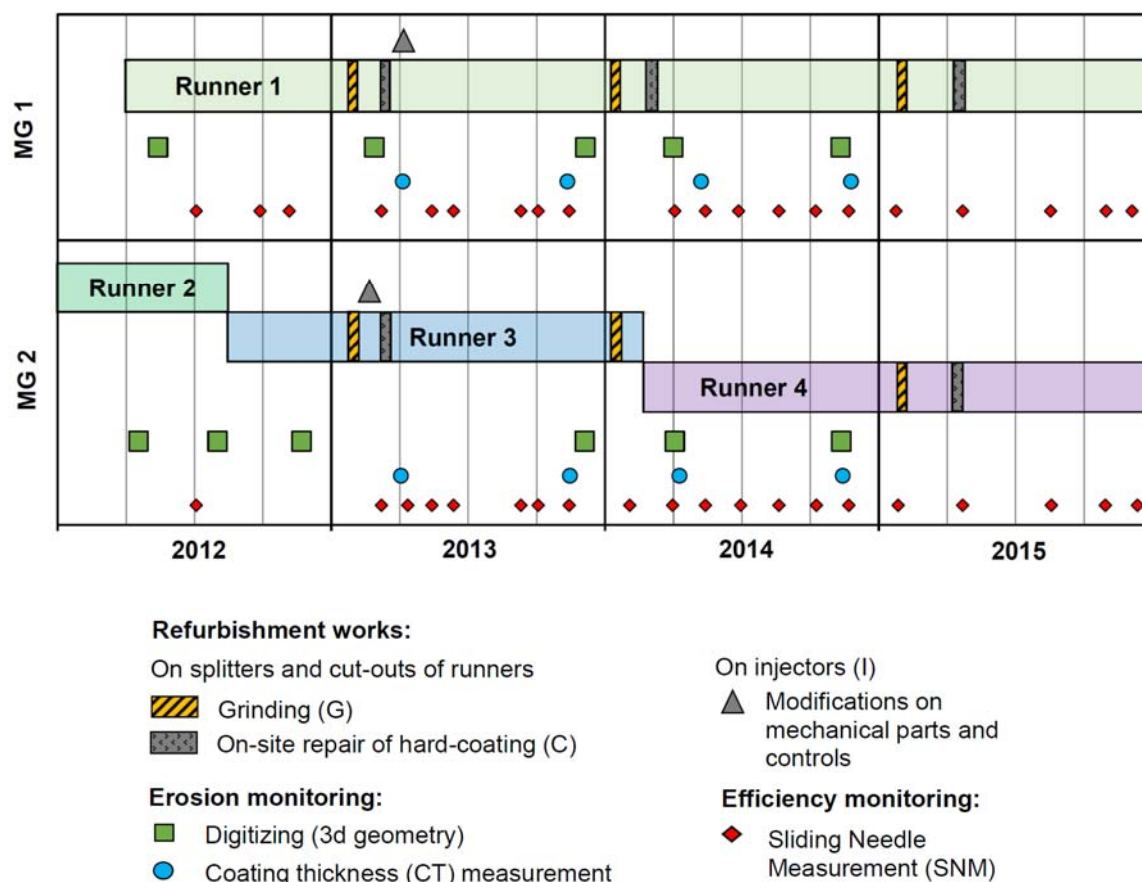 MG 1
Runner 1
MG 2
Runner 2
Runner 3
Runner 4
2012
2013
2014
2015
Refurbishment works:
On splitters and cut-outs of runners
Grinding (G)
On-site repair of hard-coating (C)
On injectors (I)
Modifications on
mechanical parts and
controls
Erosion monitoring:
Digitizing (3d geometry)
Coating thickness (CT) measurement
Efficiency monitoring:
Sliding Needle
Measurement (SNM)